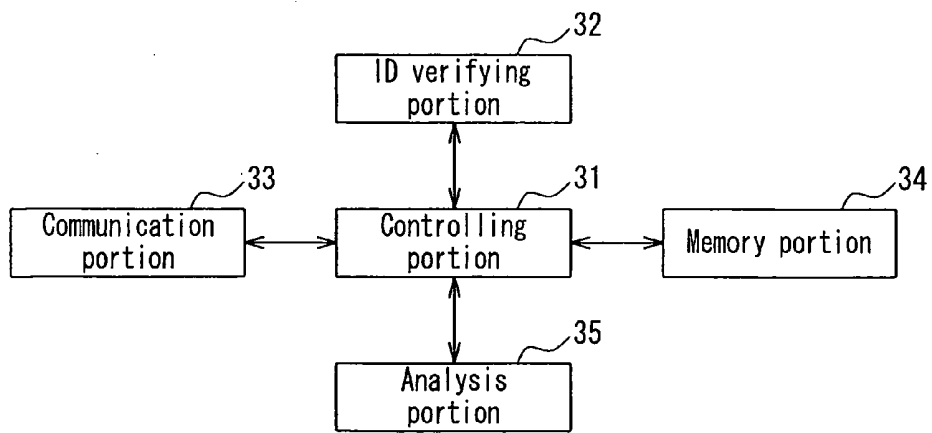 32
ID verifying
portion
33
Communication
portion
31
Controlling
portion
34
Memory portion
35
Analysis
portion